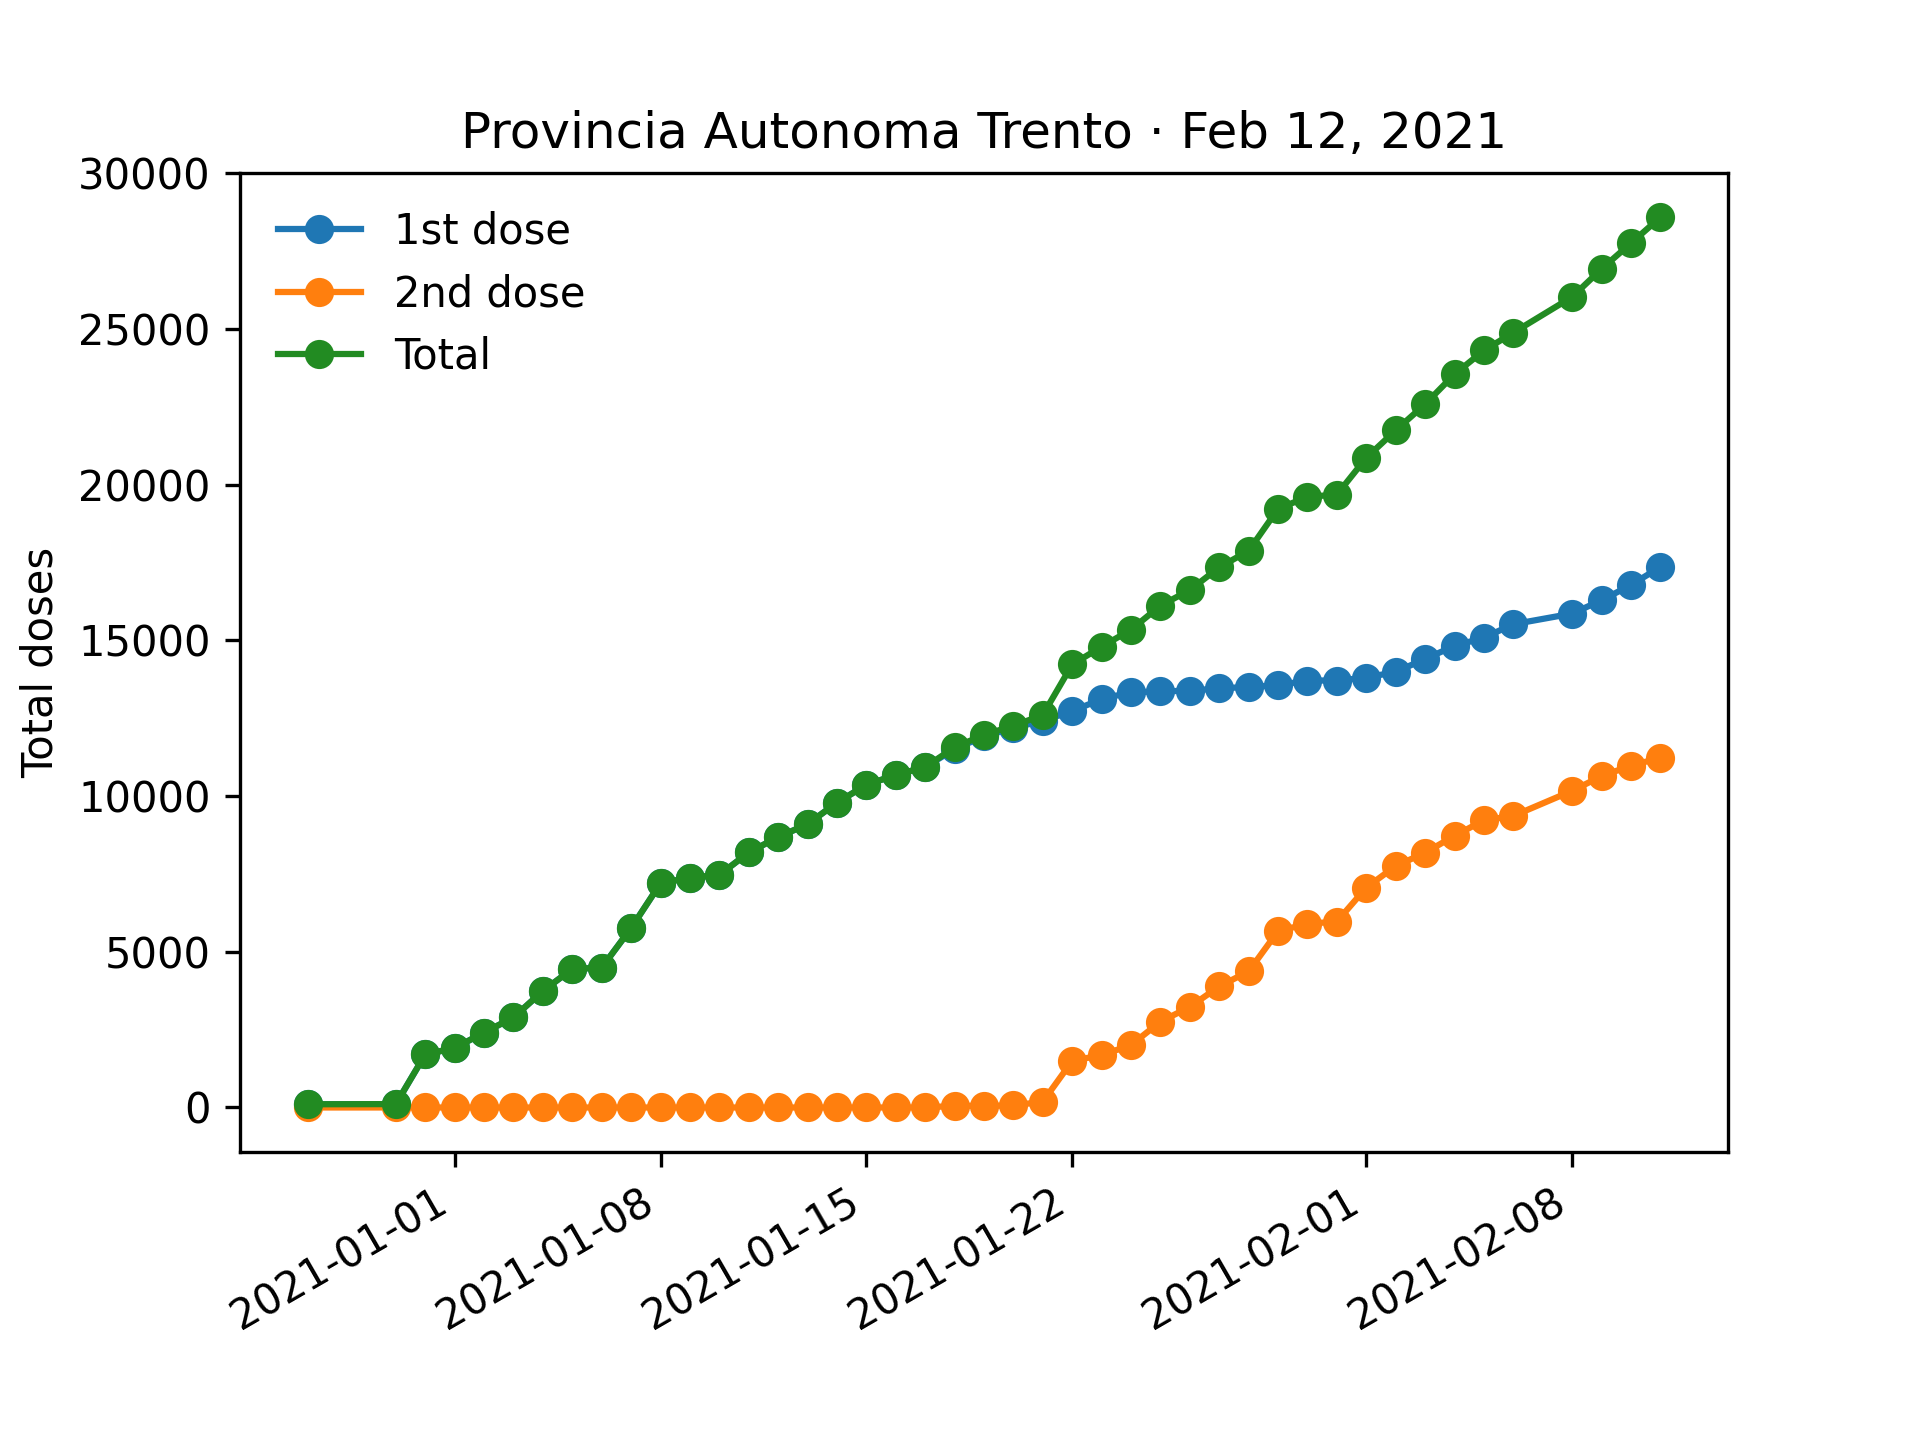 Provincia Autonoma Trento · Feb 12, 2021
30000
25000
20000
15000
10000
5000
0
Total doses
1st dose
2nd dose
Total
2021-01-01
2021-01-08
2021-01-15
2021-01-22
2021-02-01
2021-02-08